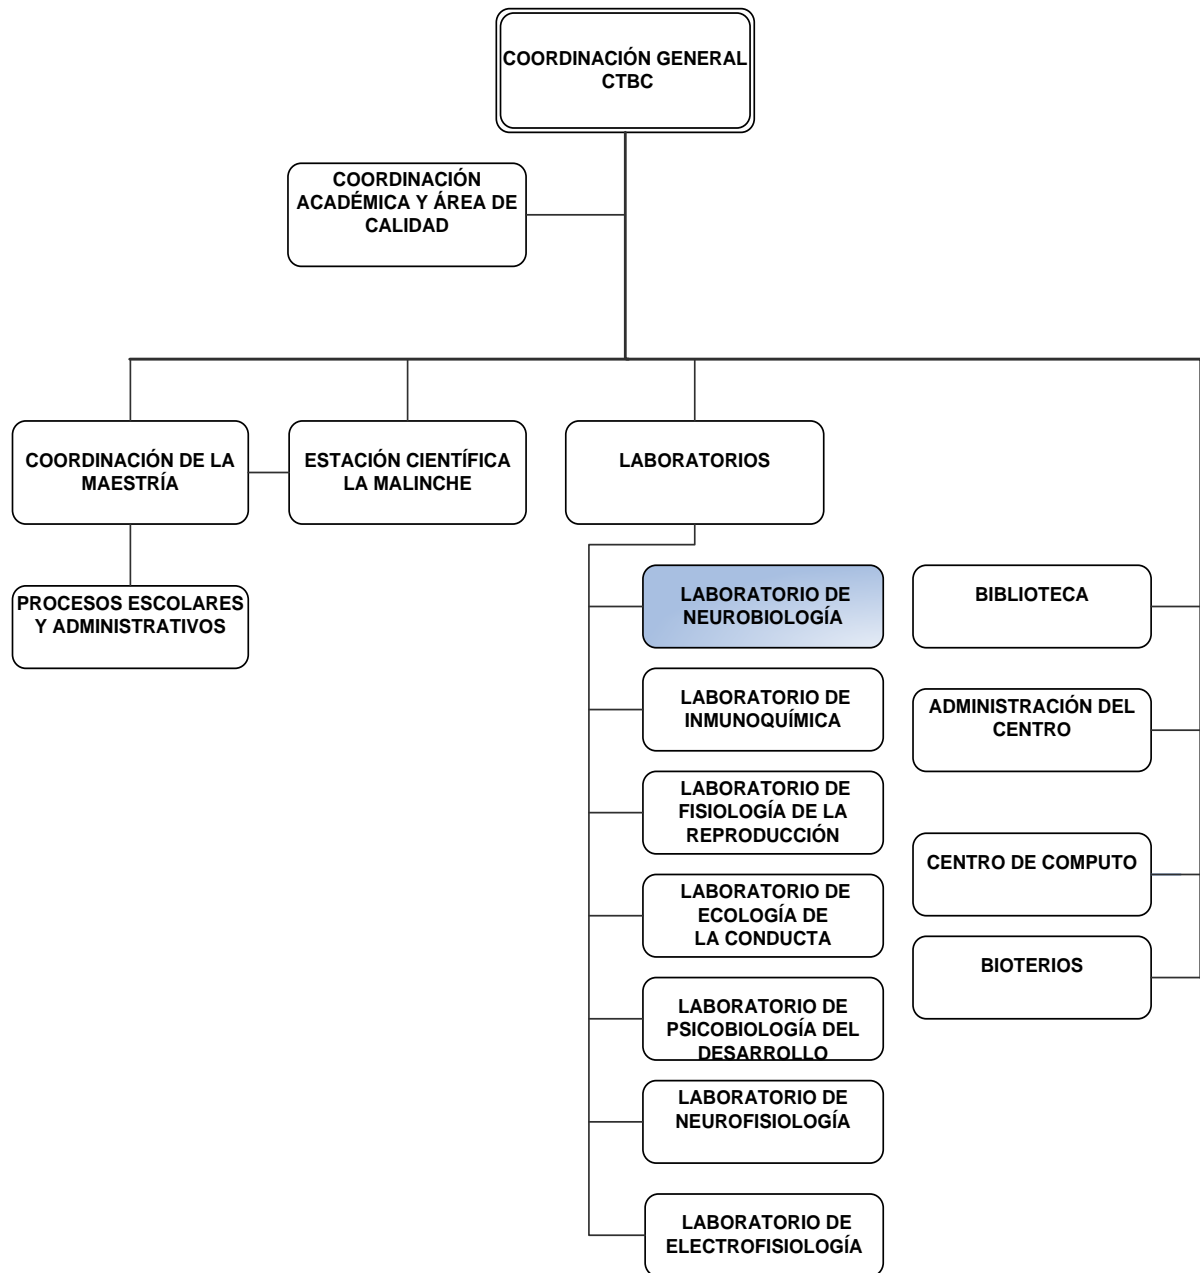 COORDINACIÓN GENERAL
CTBC
COORDINACIÓN
ACADÉMICA Y ÁREA DE
CALIDAD
COORDINACIÓN DE LA
MAESTRÍA
ESTACIÓN CIENTÍFICA
LA MALINCHE
LABORATORIOS
PROCESOS ESCOLARES
Y ADMINISTRATIVOS
LABORATORIO DE
NEUROBIOLOGÍA
LABORATORIO DE
INMUNOQUÍMICA
LABORATORIO DE
FISIOLOGÍA DE LA
REPRODUCCIÓN
LABORATORIO DE
ECOLOGÍA DE
LA CONDUCTA
LABORATORIO DE
PSICOBIOLOGÍA DEL
DESARROLLO
LABORATORIO DE
NEUROFISIOLOGÍA
LABORATORIO DE
ELECTROFISIOLOGÍA
BIBLIOTECA
ADMINISTRACIÓN DEL
CENTRO
CENTRO DE COMPUTO
BIOTERIOS